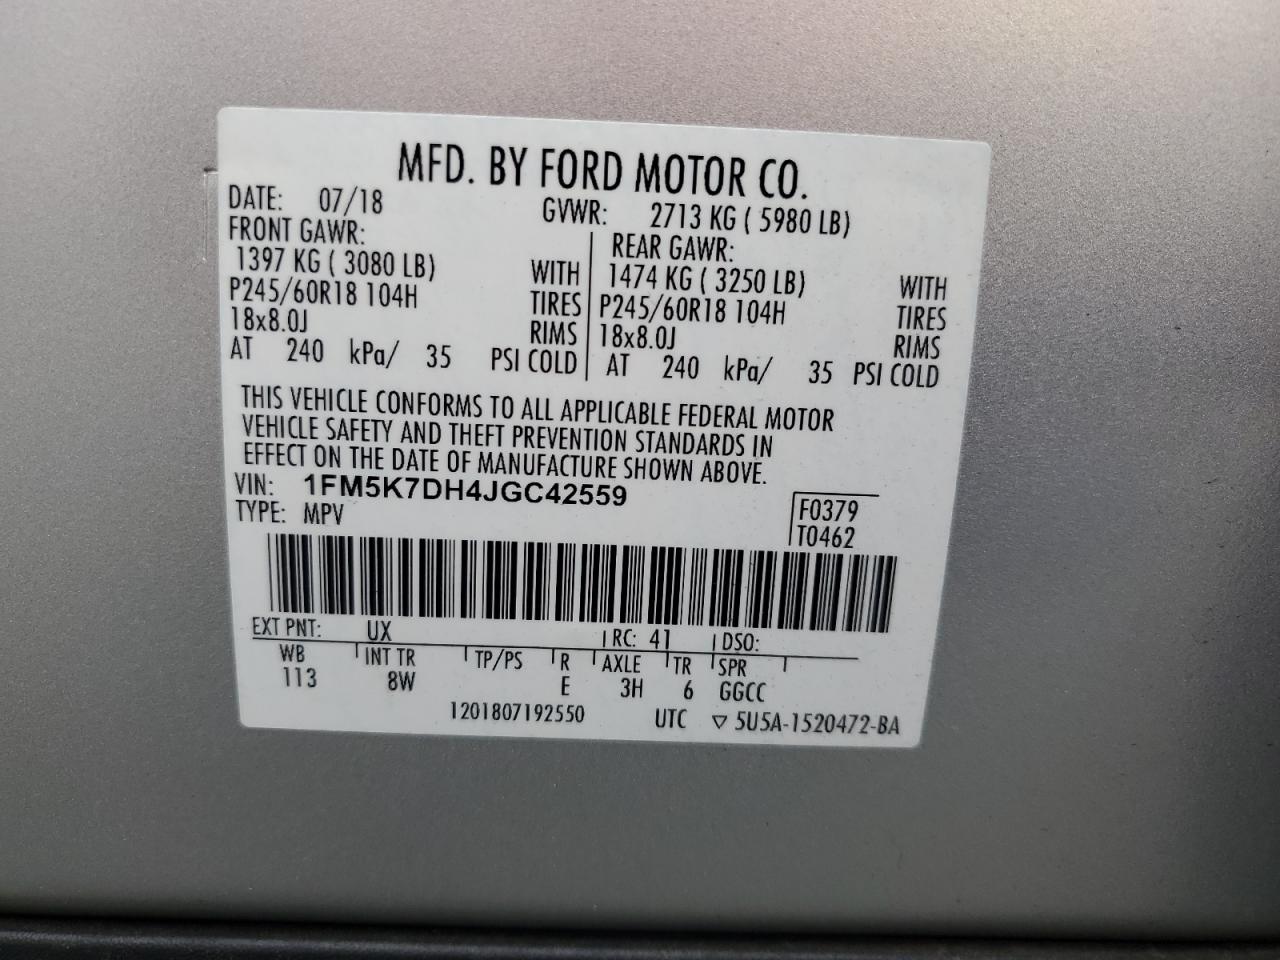 MFD. BY FORD MOTOR CO.
DATE: 07/18 GVWR: 2713 KG ( 5980 LB)
FRONT GAWR: REAR GAWR:
1397 KG ( 3080 LB) WITH 1474 KG ( 3250 LB) WITH
P245/60R18 104H TIRES P245/60R18 104H TIRES
18x8.0J RIMS 18x8.0J RIMS
AT 240 kPa/ 35 PSI COLD AT 240 kPa/ 35 PSI COLD
THIS VEHICLE CONFORMS TO ALL APPLICABLE FEDERAL MOTOR
VEHICLE SAFETY AND THEFT PREVENTION STANDARDS IN
EFFECT ON THE DATE OF MANUFACTURE SHOWN ABOVE.
VIN: 1FM5K7DH4JGC42559 F0379
TYPE: MPV T0462
EXT PNT: UX RC: 41 DSO:
WB INT TR TP/PS R AXLE TR SPR
113 8W E 3H 6 GGCC
1201807192550 UTC ▽ 5U5A-1520472-BA